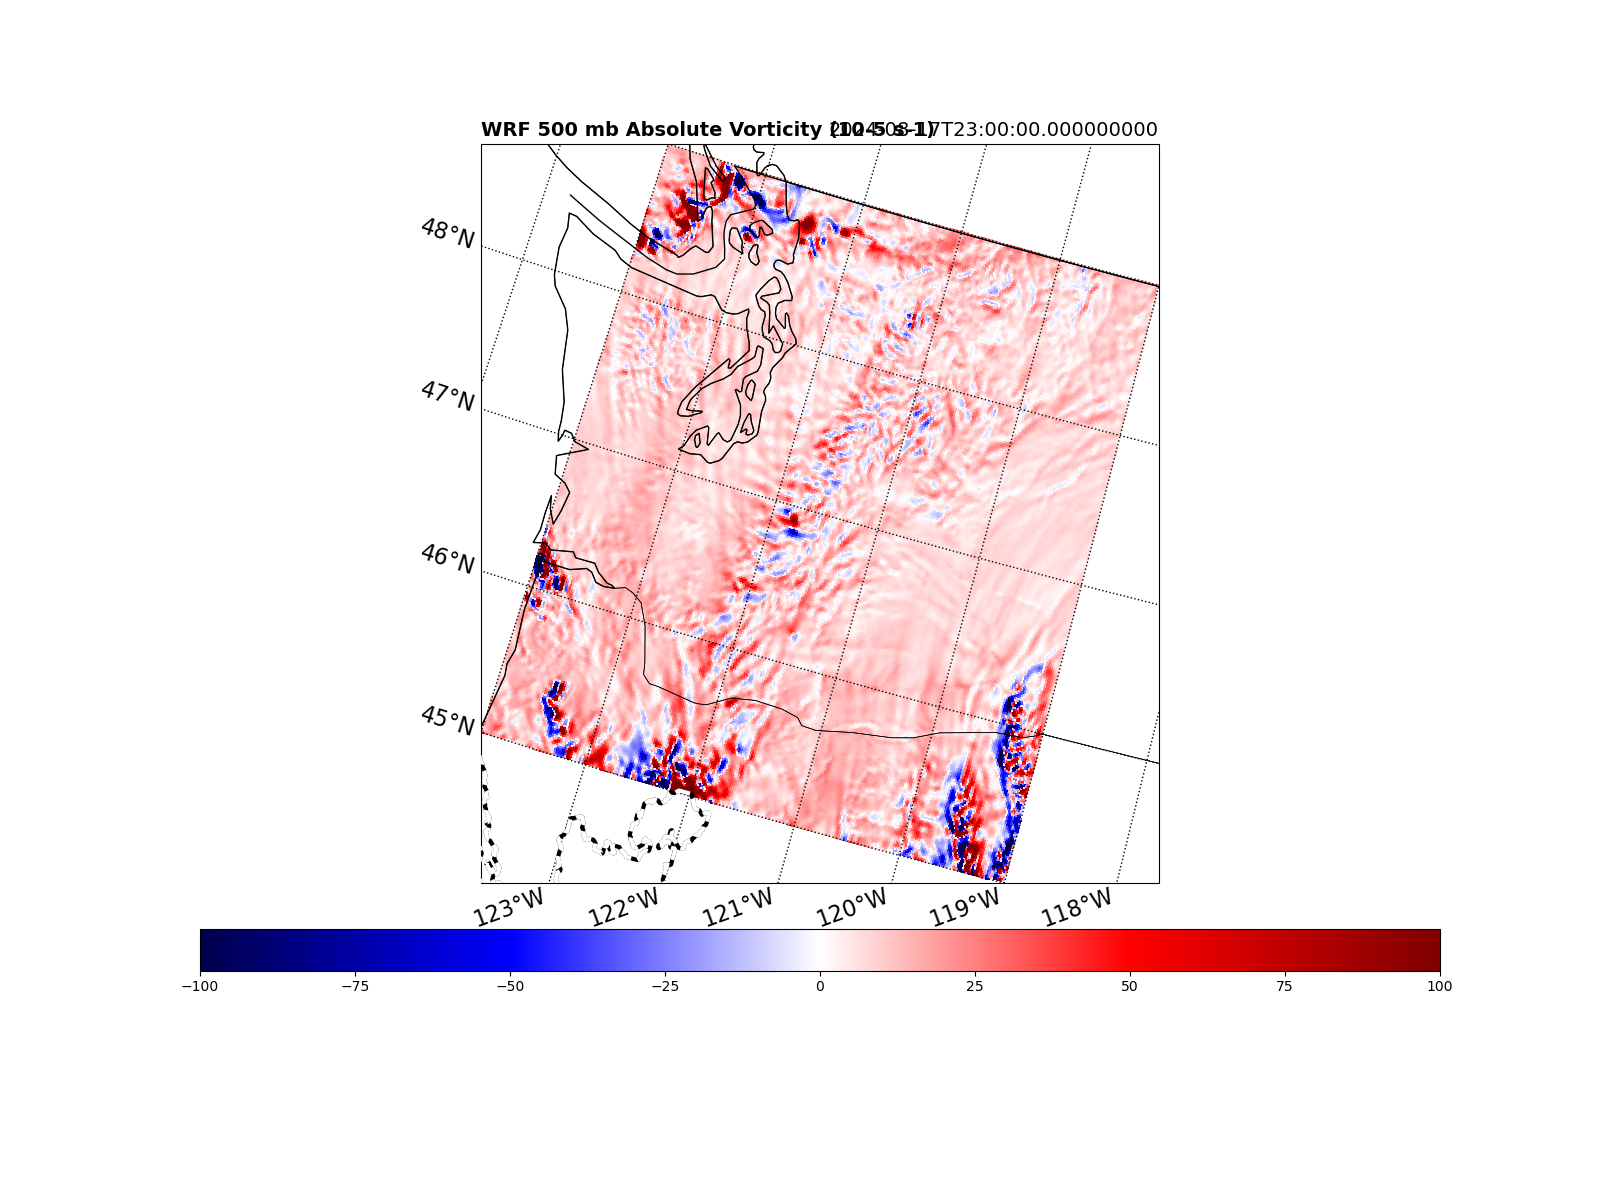 WRF 500 mb Absolute Vorticity (10-5 s-1) T23:00:00.000000000
48°N
47°N
46°N
45°N
123°W 122°W 121°W 120°W 119°W 118°W
−100 −75 −50 −25 0 25 50 75 100